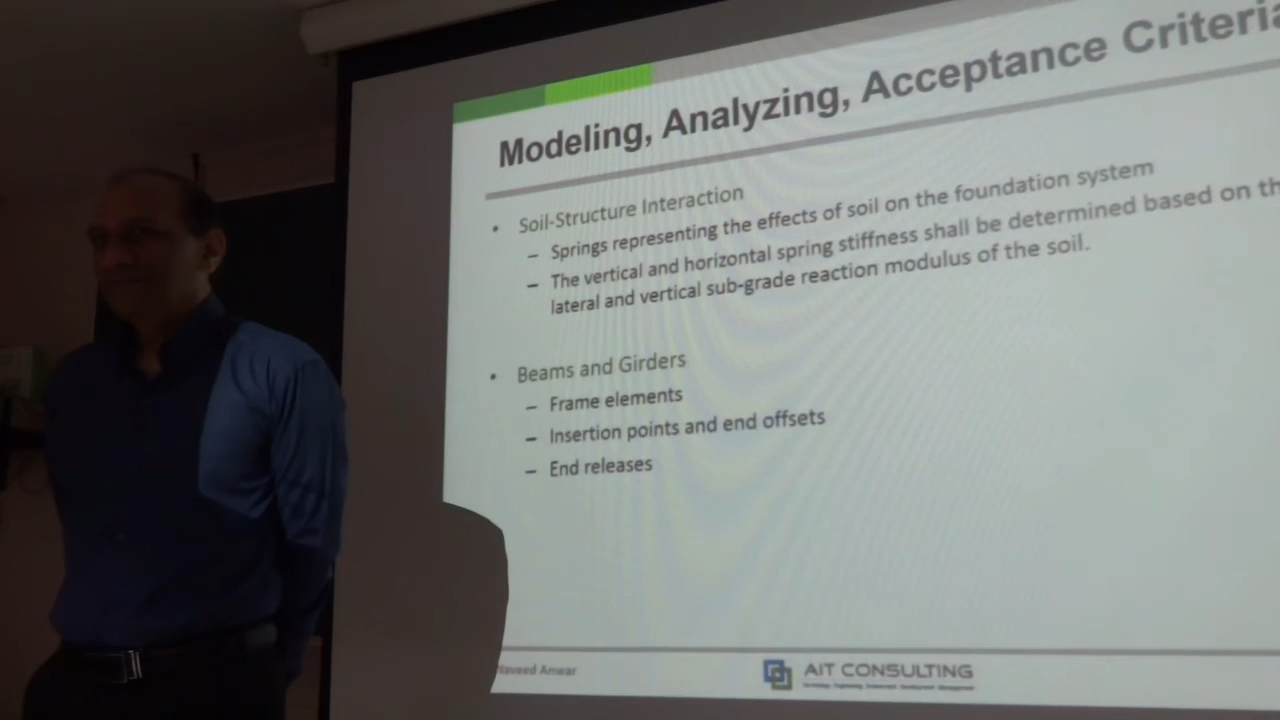 Modeling, Analyzing, Acceptance Criteria
• Soil-Structure Interaction
– Springs representing the effects of soil on the foundation system
– The vertical and horizontal spring stiffness shall be determined based on th
lateral and vertical sub-grade reaction modulus of the soil.
• Beams and Girders
– Frame elements
– Insertion points and end offsets
– End releases
Naveed Anwar
AIT CONSULTING